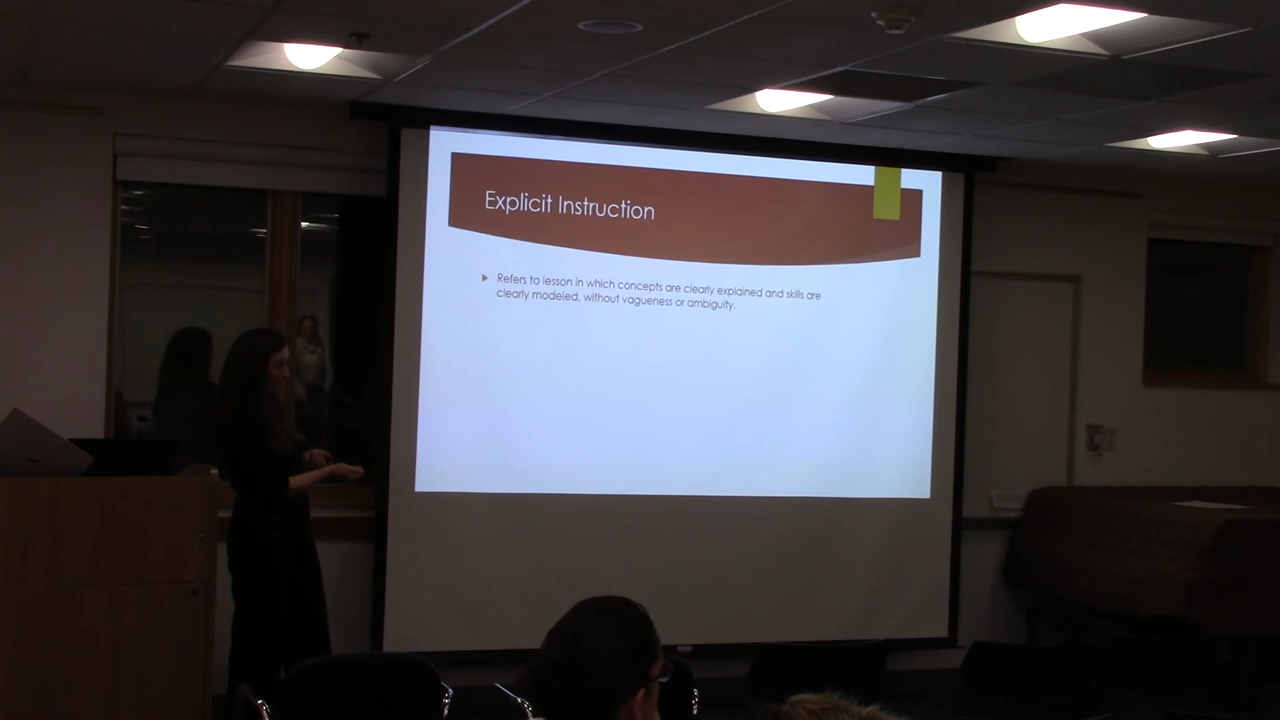 Explicit Instruction
Refers to lesson in which concepts are clearly explained and skills are
clearly modeled, without vagueness or ambiguity.